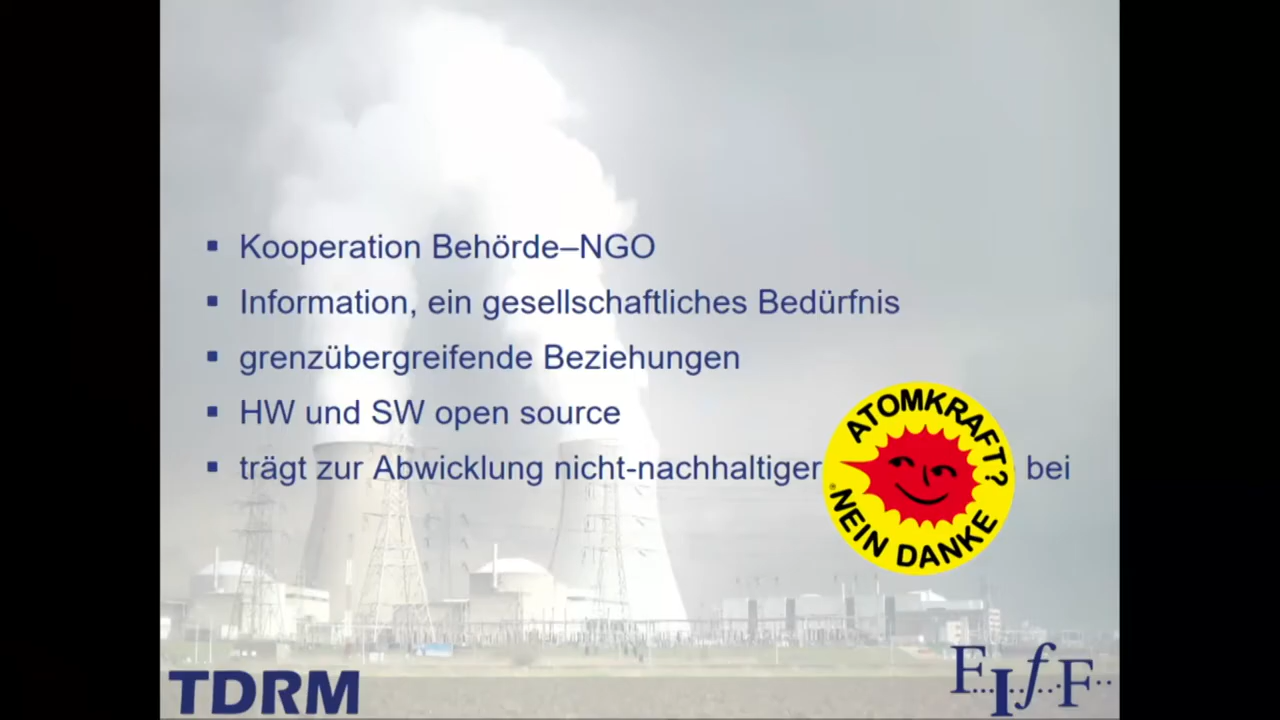 Kooperation Behörde–NGO
Information, ein gesellschaftliches Bedürfnis
grenzübergreifende Beziehungen
HW und SW open source
trägt zur Abwicklung nicht-nachhaltiger bei
ATOMKRAFT?
NEIN DANKE
TDRM
F..I..f..F..